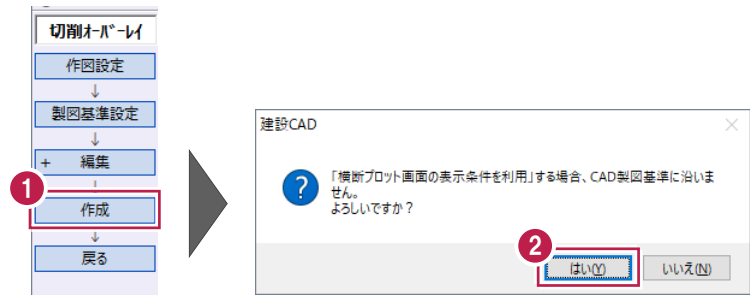 切削ｵｰﾊﾞｰﾚｲ
作図設定
↓
製図基準設定
↓
+ 編集
↓
1
作成
↓
戻る
建設CAD
「横断プロット画面の表示条件を利用」する場合、CAD製図基準に沿いま
せん。
よろしいですか？
2
はい(Y)
いいえ(N)